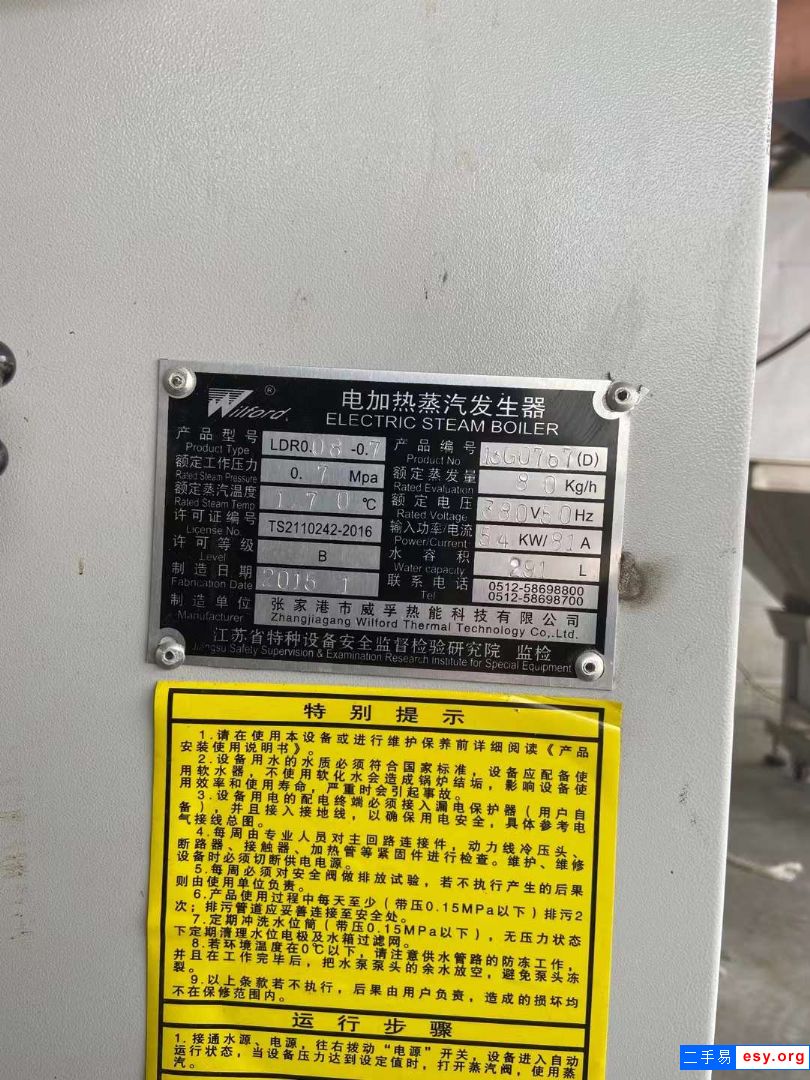 Wilford ®
电加热蒸汽发生器
ELECTRIC STEAM BOILER
产品型号 LDR0.08-0.7 产品编号 (D)
Product Type Product No
额定工作压力 0.7 Mpa 额定蒸发量 80 Kg/h
Rated Steam Pressure Rated Evaluation
额定蒸汽温度 170 ℃ 额定电压 380V Hz
Rated Steam Temp Rated Voltage
许可证编号 TS2110242-2016 输入功率/电流 54 KW/81 A
License No. Power/Current
许可等级 B 水容积 L
Level Water capacity
制造日期 2015 1 联系电话 0512-58698800
Fabrication Date Tel 0512-58698700
制造单位 张家港市威孚热能科技有限公司
Manufacturer Zhangjiagang Wilford Thermal Technology Co,.Ltd.
江苏省特种设备安全监督检验研究院 监检
Jiangsu Safety Supervision & Examination Research Institute for Special Equipment
特别提示
1.请在使用本设备或进行维护保养前详细阅读《产品
安装使用说明书》。
2.设备用水的水质必须符合国家标准，设备应配备使
用软水器，不使用软化水会造成锅炉结垢，影响设备使
用效率和使用寿命，严重时会引起事故。
3.设备用电的配电终端必须接入漏电保护器（用户自
备），并且接入接地线，以确保用电安全，具体参考电
气接线总图。
4.每周由专业人员对主回路连接件，动力线冷压头、
断路器、接触器、加热管等紧固件进行检查。维护、维修
设备时必须切断供电电源。
5.每周必须对安全阀做排放试验，若不执行产生的后果
则由使用单位负责。
6.产品使用过程中每天至少（带压0.15MPa以下）排污2
次；排污管道应妥善连接至安全处。
7.定期冲洗水位筒（带压0.15MPa以下），无压力状态
下定期清理水位电极及水箱过滤网。
8.若环境温度在0℃以下，请注意供水管路的防冻工作，
并且在工作完毕后，把水泵泵头的余水放空，避免泵头冻
裂。
9.以上条款若不执行，后果由用户负责，造成的损坏均
不在保修范围内。
运行步骤
1.接通水源、电源，往右拨动“电源”开关，设备进入自动
运行状态，当设备压力达到设定值时，打开蒸汽阀，使用蒸
汽。
二手易 esy.org